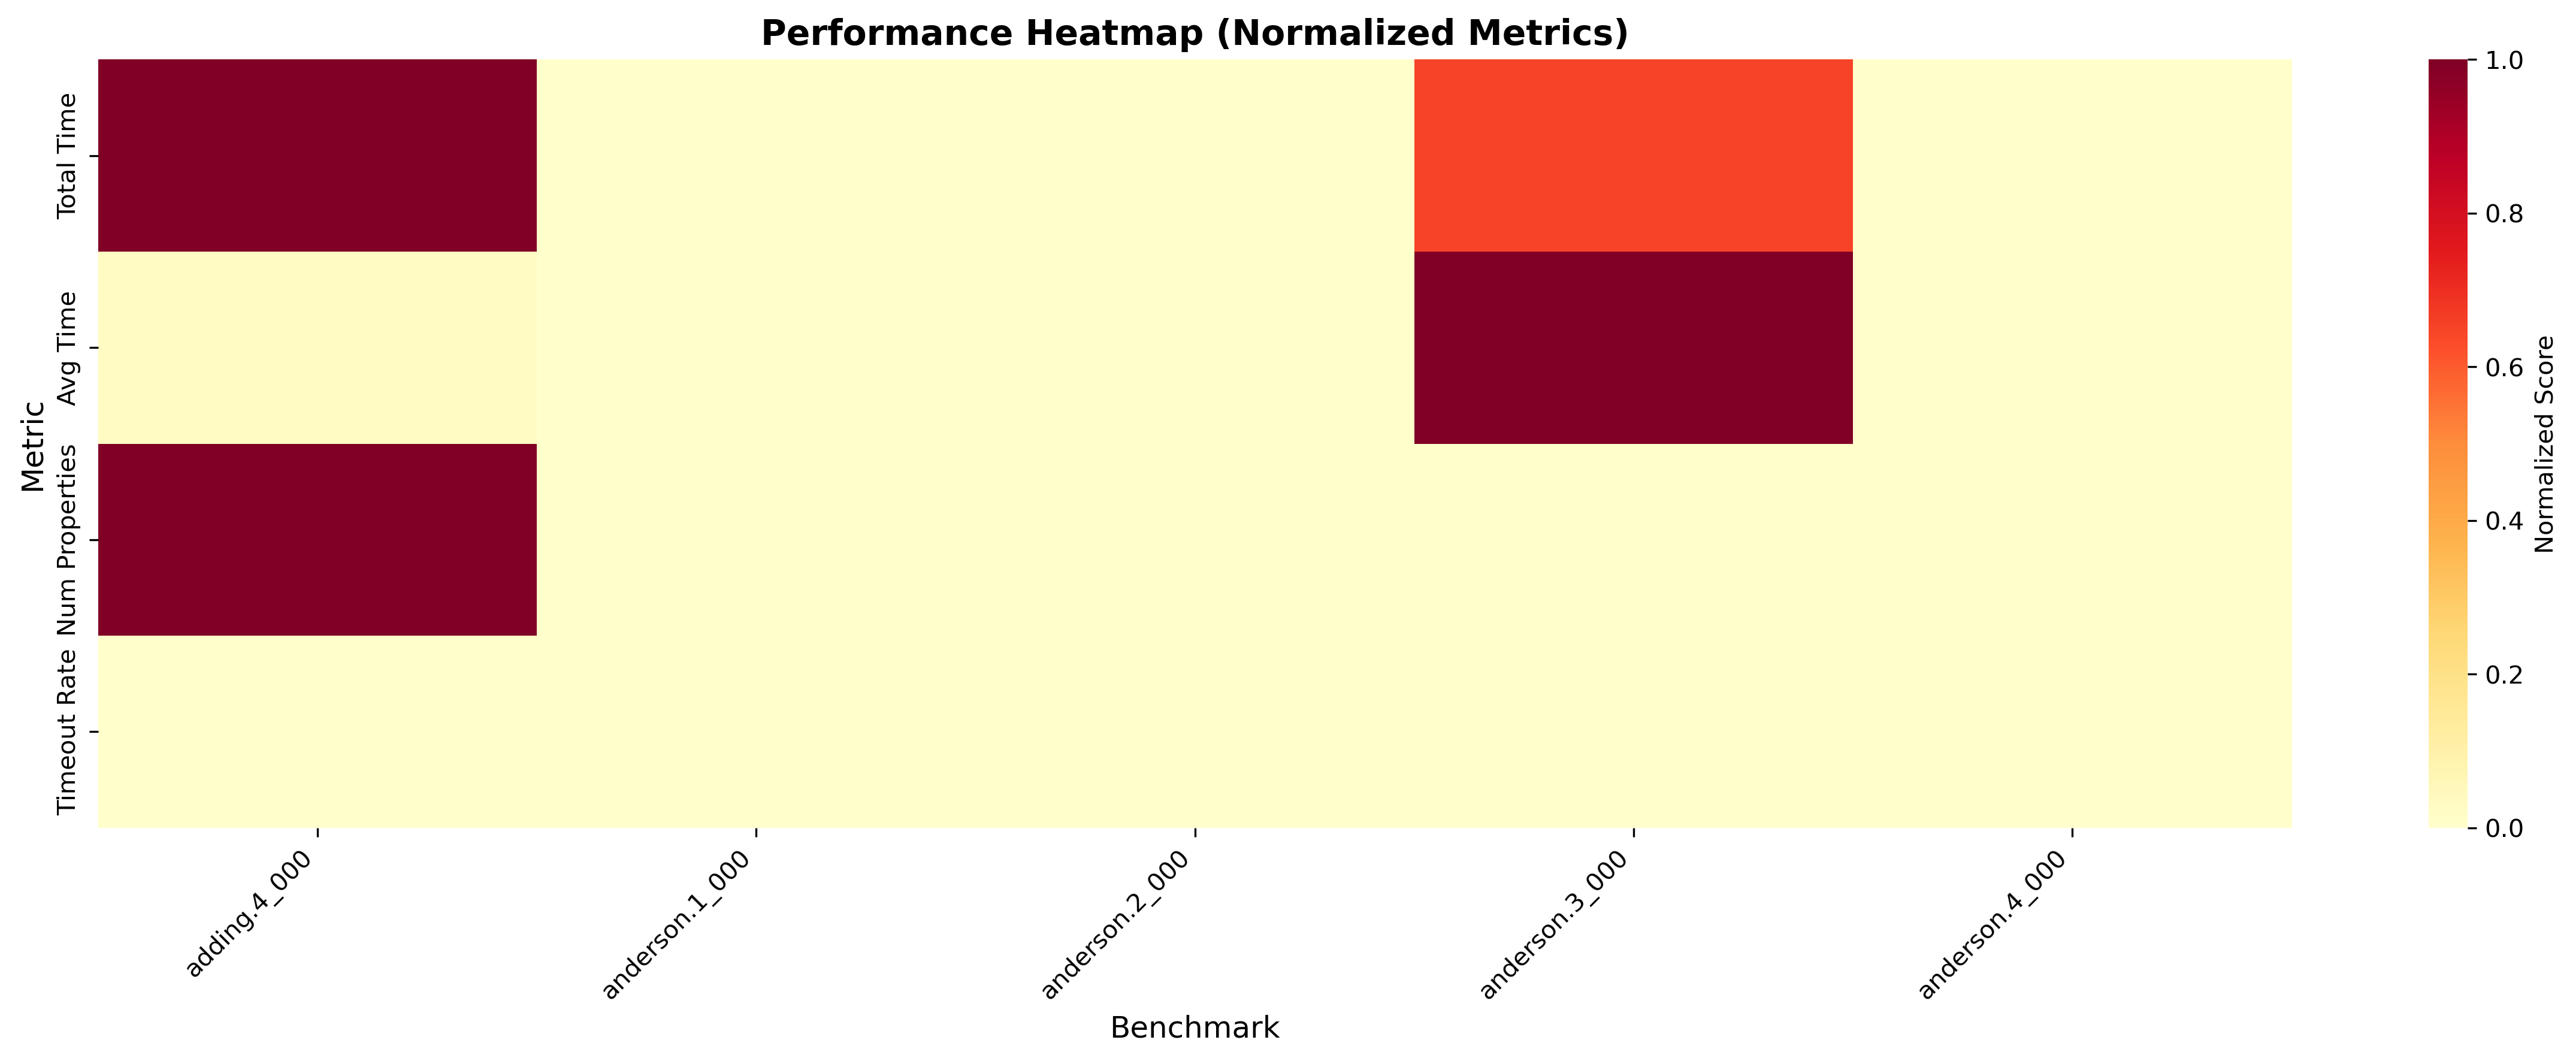 Performance Heatmap (Normalized Metrics)
Metric
Total Time
Avg Time
Num Properties
Timeout Rate
adding.4_000
anderson.1_000
anderson.2_000
anderson.3_000
anderson.4_000
Benchmark
1.0
0.8
0.6
0.4
0.2
0.0
Normalized Score